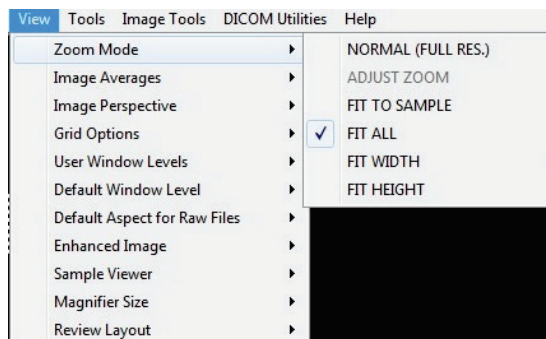 View Tools Image Tools DICOM Utilities Help
Zoom Mode
Image Averages
Image Perspective
Grid Options
User Window Levels
Default Window Level
Default Aspect for Raw Files
Enhanced Image
Sample Viewer
Magnifier Size
Review Layout
NORMAL (FULL RES.)
ADJUST ZOOM
FIT TO SAMPLE
FIT ALL
FIT WIDTH
FIT HEIGHT